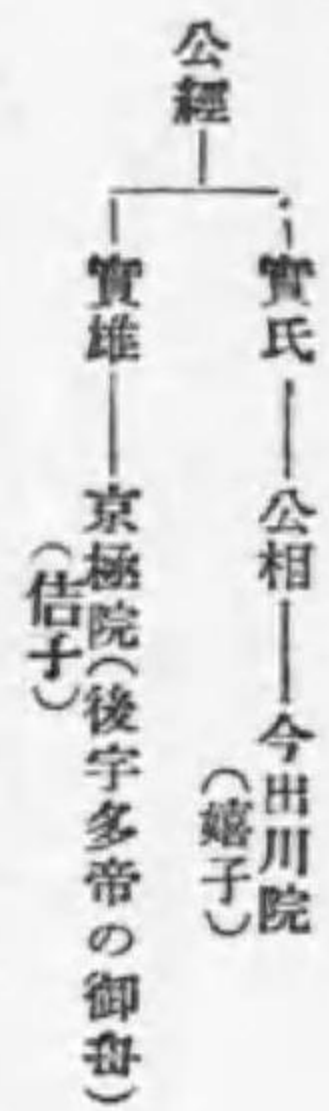 公經
實氏
公相
今出川院
(嬉子)
實雄
京極院(後宇多帝の御母)
(佶子)